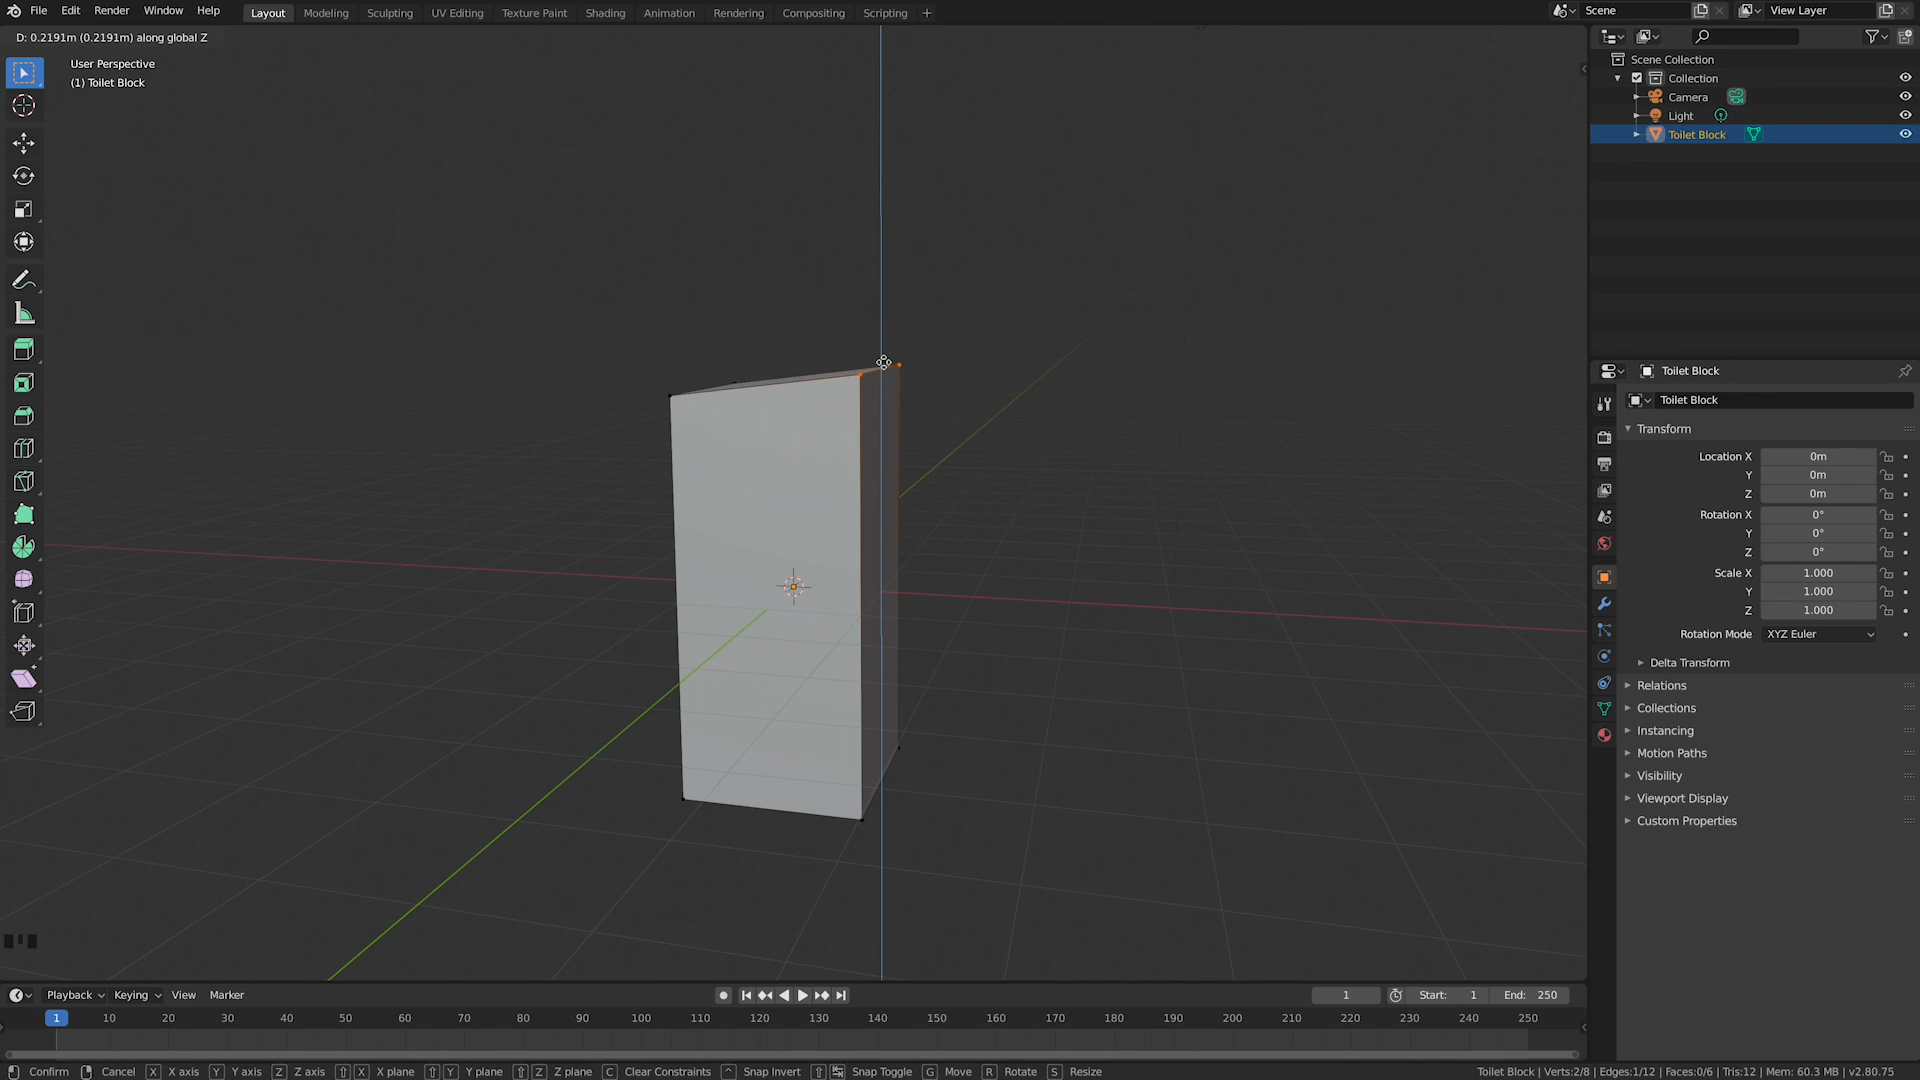 File Edit Render Window Help Layout Modeling Sculpting UV Editing Texture Paint Shading Animation Rendering Compositing Scripting + Scene View Layer
D: 0.2191m (0.2191m) along global Z
User Perspective
(1) Toilet Block
Scene Collection
Collection
Camera
Light
Toilet Block
Toilet Block
Toilet Block
Transform
Location X 0m
Y 0m
Z 0m
Rotation X 0°
Y 0°
Z 0°
Scale X 1.000
Y 1.000
Z 1.000
Rotation Mode XYZ Euler
Delta Transform
Relations
Collections
Instancing
Motion Paths
Visibility
Viewport Display
Custom Properties
Playback Keying View Marker 1 Start: 1 End: 250
1 10 20 30 40 50 60 70 80 90 100 110 120 130 140 150 160 170 180 190 200 210 220 230 240 250
Confirm Cancel X X axis Y Y axis Z Z axis X X plane Y Y plane Z Z plane C Clear Constraints ^ Snap Invert Snap Toggle G Move R Rotate S Resize Toilet Block | Verts:2/8 | Edges:1/12 | Faces:0/6 | Tris:12 | Mem: 60.3 MB | v2.80.75